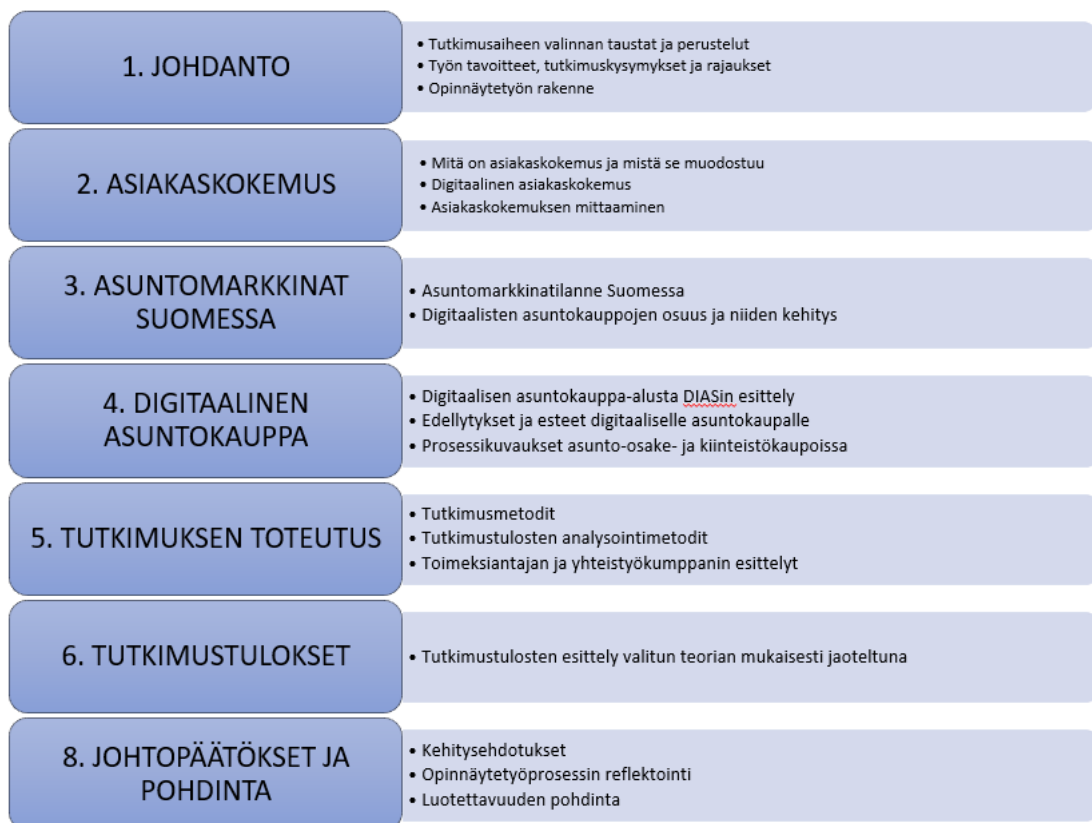 1. JOHDANTO
• Tutkimusaiheen valinnan taustat ja perustelut
• Työn tavoitteet, tutkimuskysymykset ja rajaukset
• Opinnäytetyön rakenne
2. ASIAKASKOKEMUS
• Mitä on asiakaskokemus ja mistä se muodostuu
• Digitaalinen asiakaskokemus
• Asiakaskokemuksen mittaaminen
3. ASUNTOMARKKINAT
SUOMESSA
• Asuntomarkkinatilanne Suomessa
• Digitaalisten asuntokauppojen osuus ja niiden kehitys
4. DIGITAALINEN
ASUNTOKAUPPA
• Digitaalisen asuntokauppa-alusta DIASin esittely
• Edellytykset ja esteet digitaaliselle asuntokaupalle
• Prosessikuvaukset asunto-osake- ja kiinteistökaupoissa
5. TUTKIMUKSEN TOTEUTUS
• Tutkimusmetodit
• Tutkimustulosten analysointimetodit
• Toimeksiantajan ja yhteistyökumppanin esittelyt
6. TUTKIMUSTULOKSET
• Tutkimustulosten esittely valitun teorian mukaisesti jaoteltuna
8. JOHTOPÄÄTÖKSET JA
POHDINTA
• Kehitysehdotukset
• Opinnäytetyöprosessin reflektointi
• Luotettavuuden pohdinta